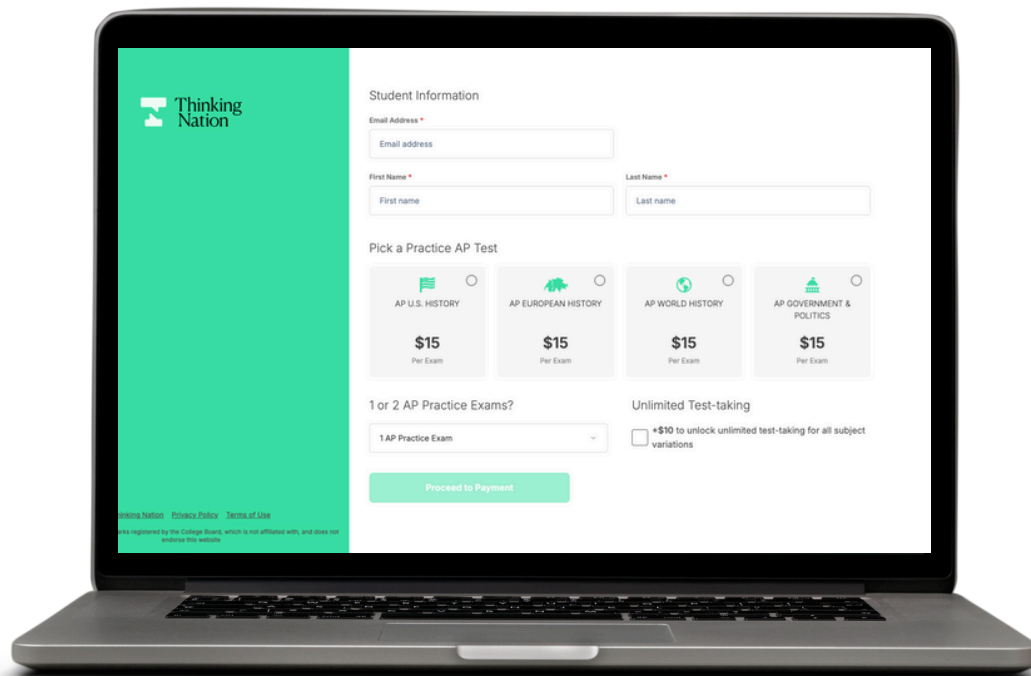 Thinking
Nation
Student Information
Email Address *
Email address
First Name *
Last Name *
First name
Last name
Pick a Practice AP Test
AP U.S. HISTORY
AP EUROPEAN HISTORY
AP WORLD HISTORY
AP GOVERNMENT &
POLITICS
$15
$15
$15
$15
Per Exam
Per Exam
Per Exam
Per Exam
1 or 2 AP Practice Exams?
Unlimited Test-taking
1 AP Practice Exam
+$10 to unlock unlimited test-taking for all subject
variations
Proceed to Payment
Nation Privacy Policy Terms of Use
registered by the College Board, which is not affiliated with, and does not
endorse this website